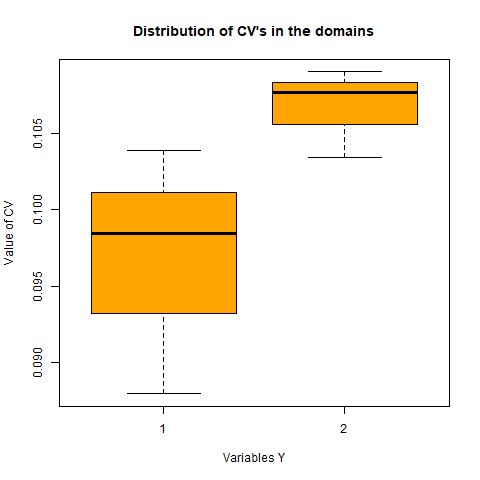 Distribution of CV's in the domains
Value of CV
0.105
0.100
0.095
0.090
1
2
Variables Y